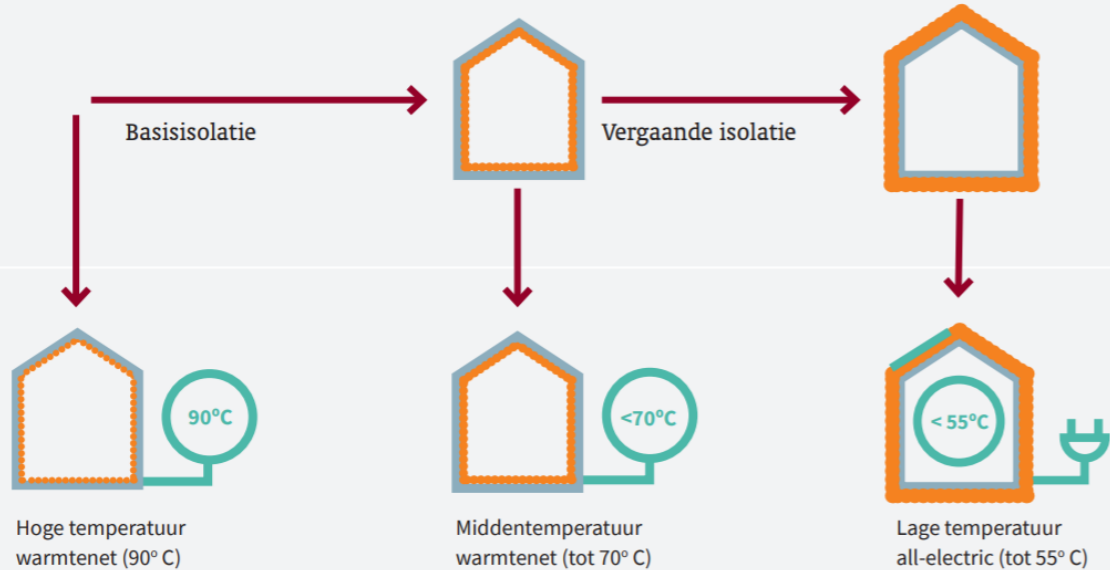 Basisisolatie
Vergaande isolatie
90°C
<70°C
< 55°C
Hoge temperatuur
warmtenet (90° C)
Middentemperatuur
warmtenet (tot 70° C)
Lage temperatuur
all-electric (tot 55° C)